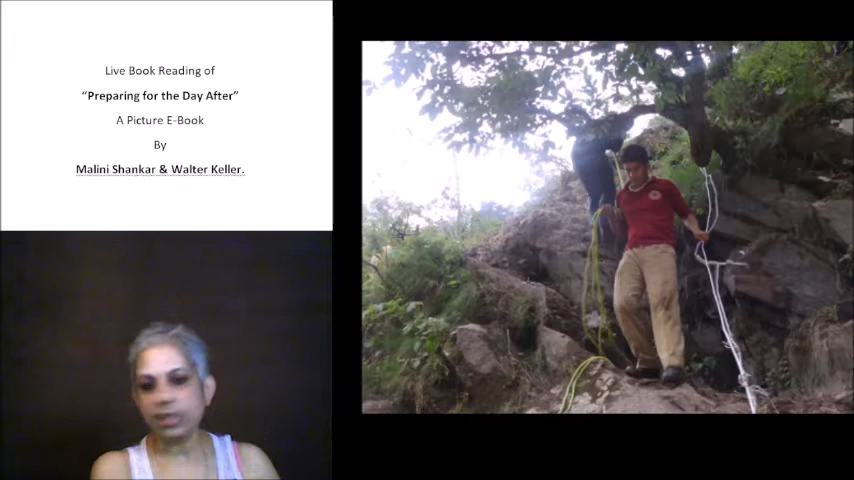 Live Book Reading of
“Preparing for the Day After”
A Picture E-Book
By
Malini Shankar & Walter Keller.